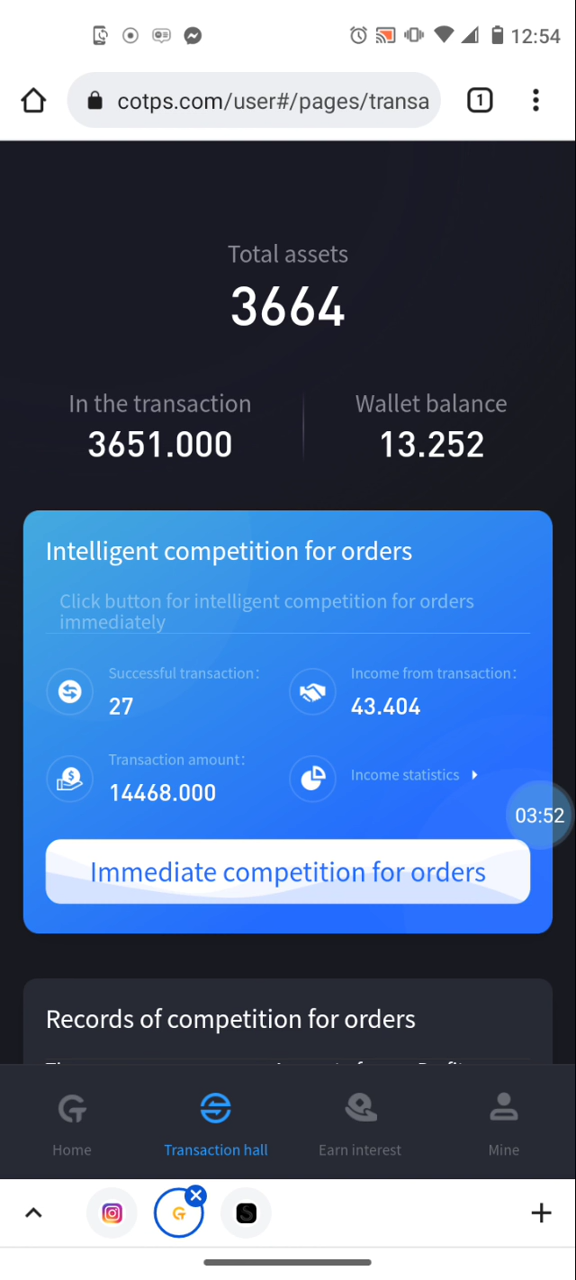 12:54
cotps.com/user#/pages/transa
1
Total assets
3664
In the transaction
Wallet balance
3651.000
13.252
Intelligent competition for orders
Click button for intelligent competition for orders
immediately
Successful transaction:
27
Income from transaction:
43.404
Transaction amount:
14468.000
Income statistics
03:52
Immediate competition for orders
Records of competition for orders
Home
Transaction hall
Earn interest
Mine